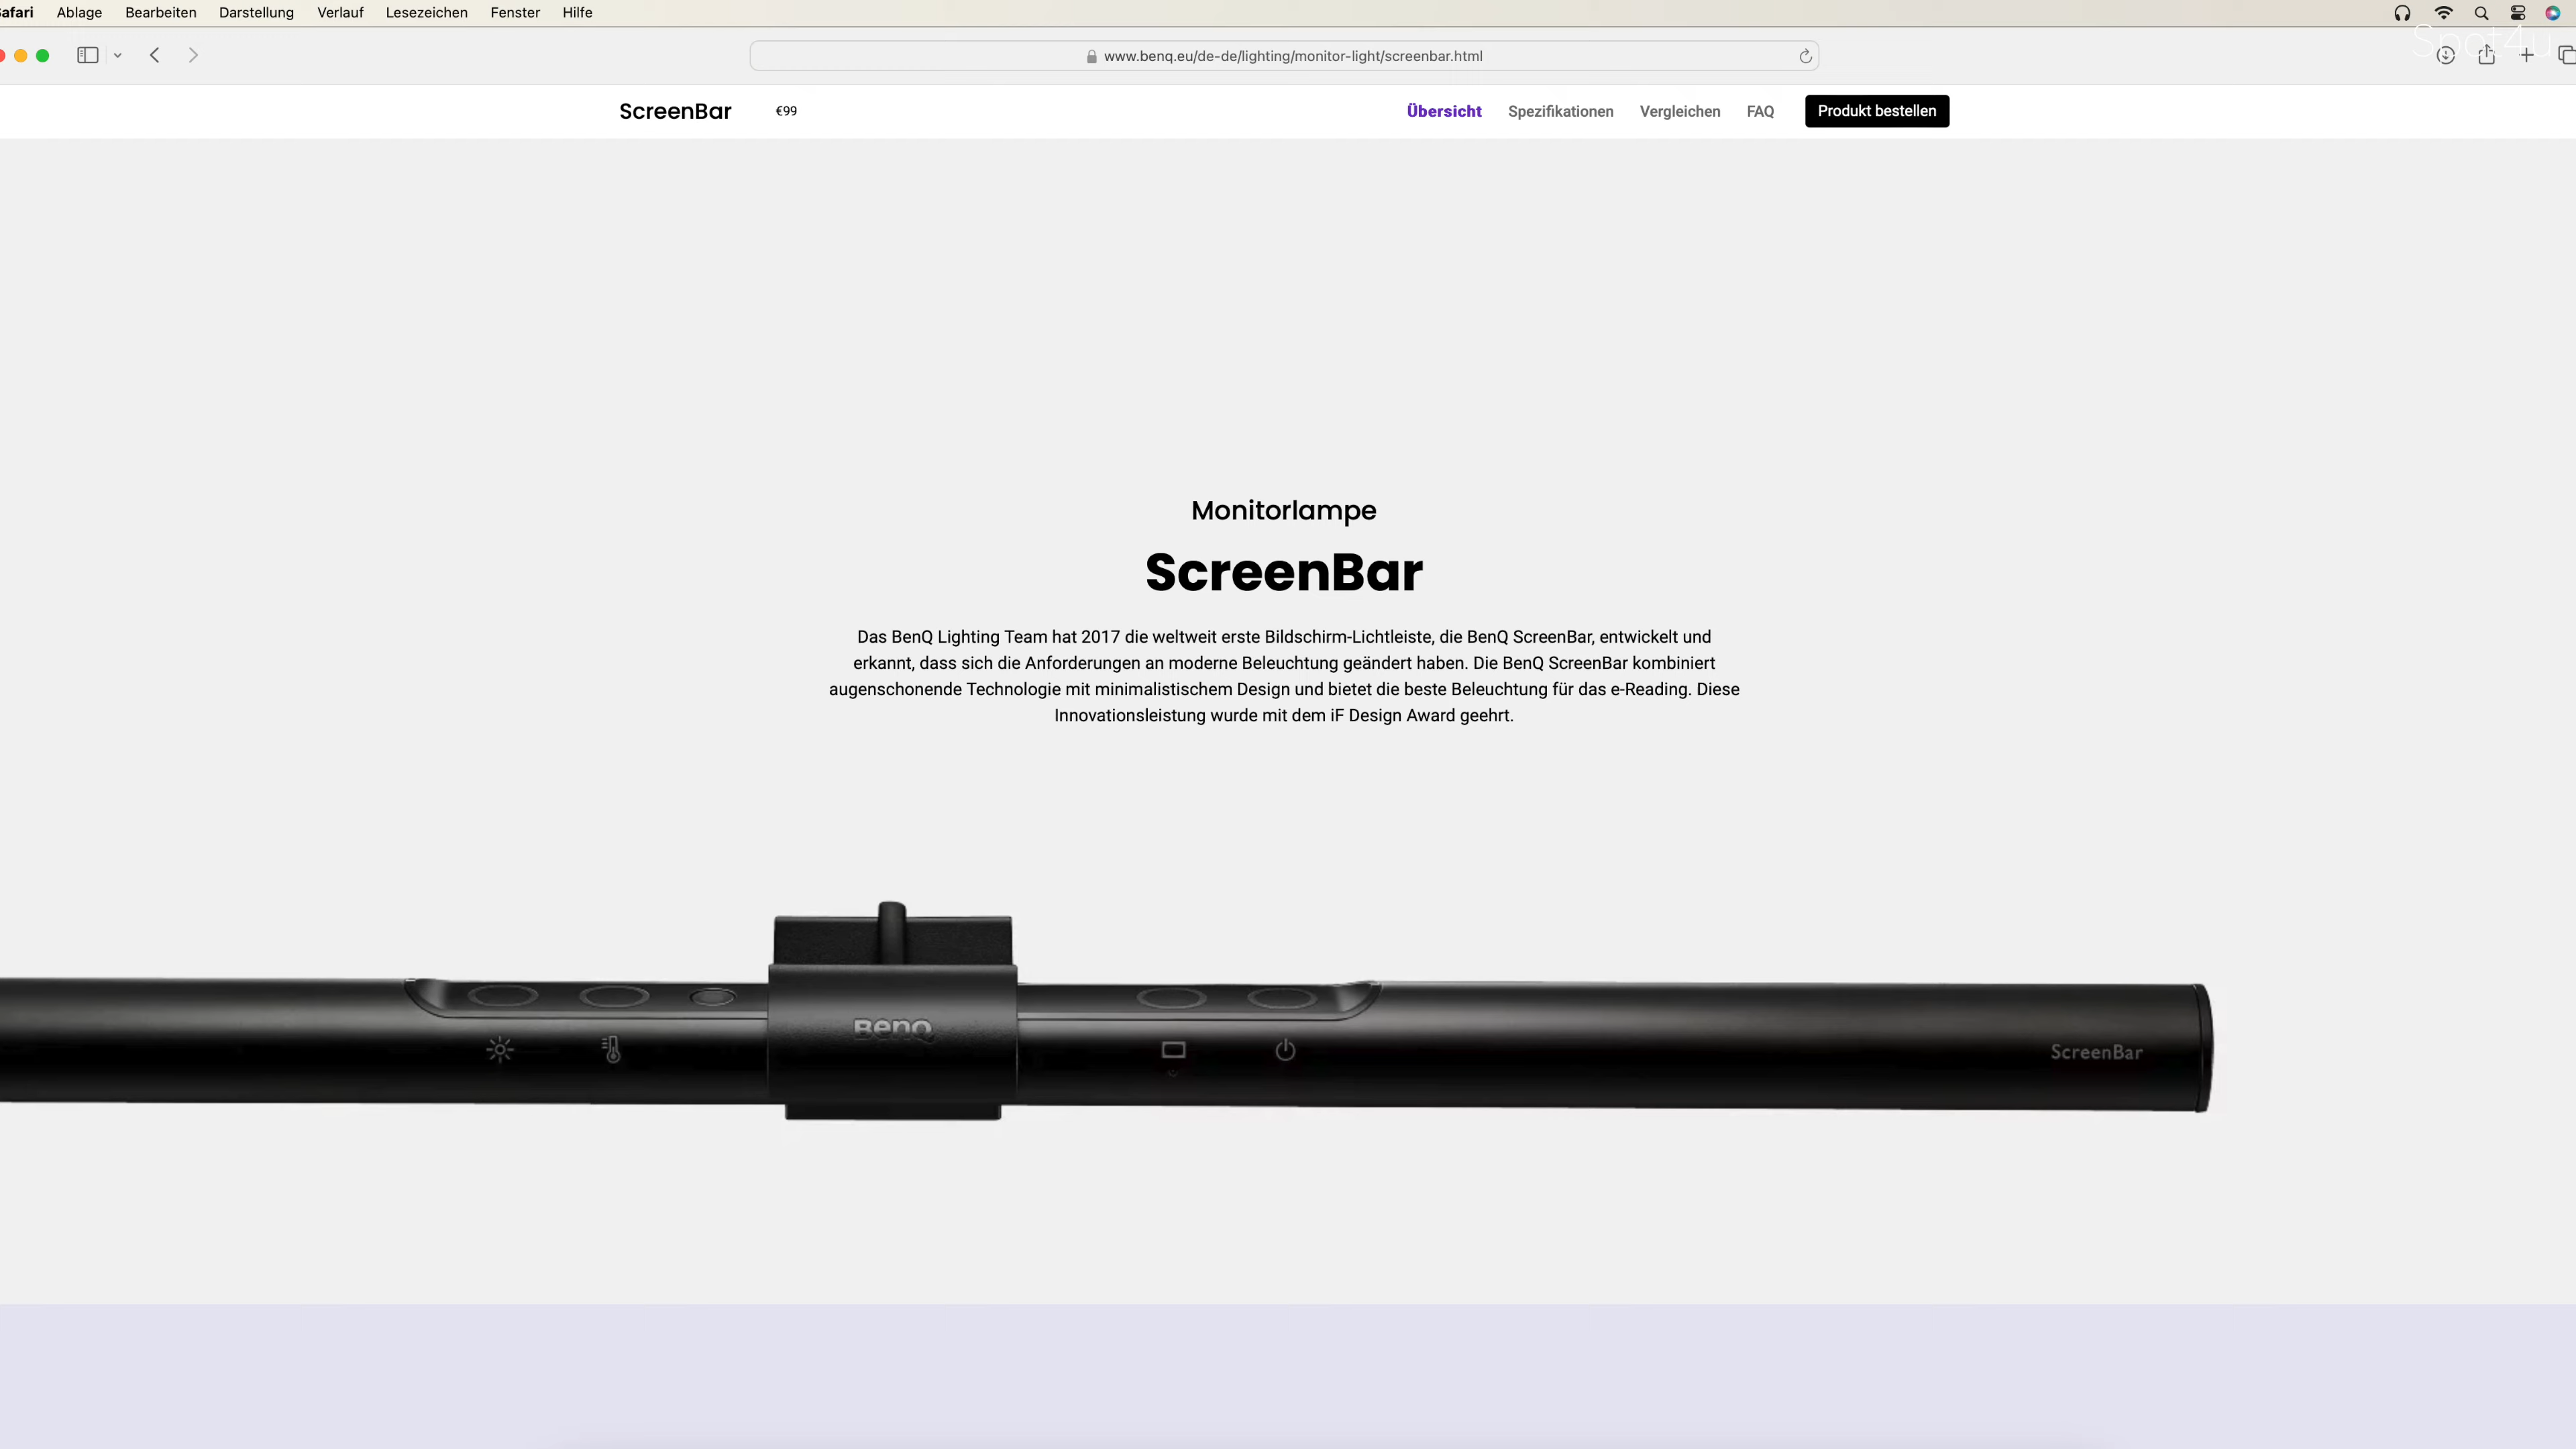 Ablage Bearbeiten Darstellung Verlauf Lesezeichen Fenster Hilfe
Spot4u
www.benq.eu/de-de/lighting/monitor-light/screenbar.html
ScreenBar €99 Übersicht Spezifikationen Vergleichen FAQ Produkt bestellen
Monitorlampe
ScreenBar
Das BenQ Lighting Team hat 2017 die weltweit erste Bildschirm-Lichtleiste, die BenQ ScreenBar, entwickelt und
erkannt, dass sich die Anforderungen an moderne Beleuchtung geändert haben. Die BenQ ScreenBar kombiniert
augenschonende Technologie mit minimalistischem Design und bietet die beste Beleuchtung für das e-Reading. Diese
Innovationsleistung wurde mit dem iF Design Award geehrt.
BenQ
ScreenBar